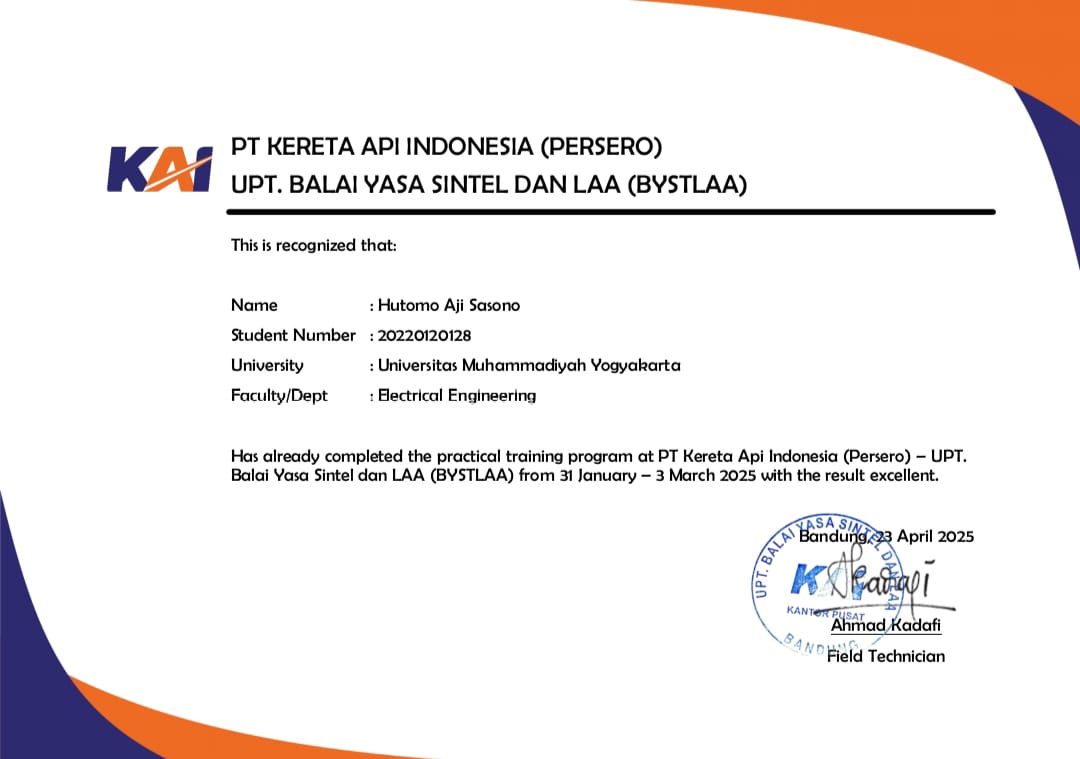 KAI
PT KERETA API INDONESIA (PERSERO)
UPT. BALAI YASA SINTEL DAN LAA (BYSTLAA)
This is recognized that:
Name : Hutomo Aji Sasono
Student Number : 20220120128
University : Universitas Muhammadiyah Yogyakarta
Faculty/Dept : Electrical Engineering
Has already completed the practical training program at PT Kereta Api Indonesia (Persero) – UPT.
Balai Yasa Sintel dan LAA (BYSTLAA) from 31 January – 3 March 2025 with the result excellent.
Bandung, 23 April 2025
UPT. BALAI YASA SINTEL DAN LAA
KANTOR PUSAT
BANDUNG
Ahmad Kadafi
Field Technician